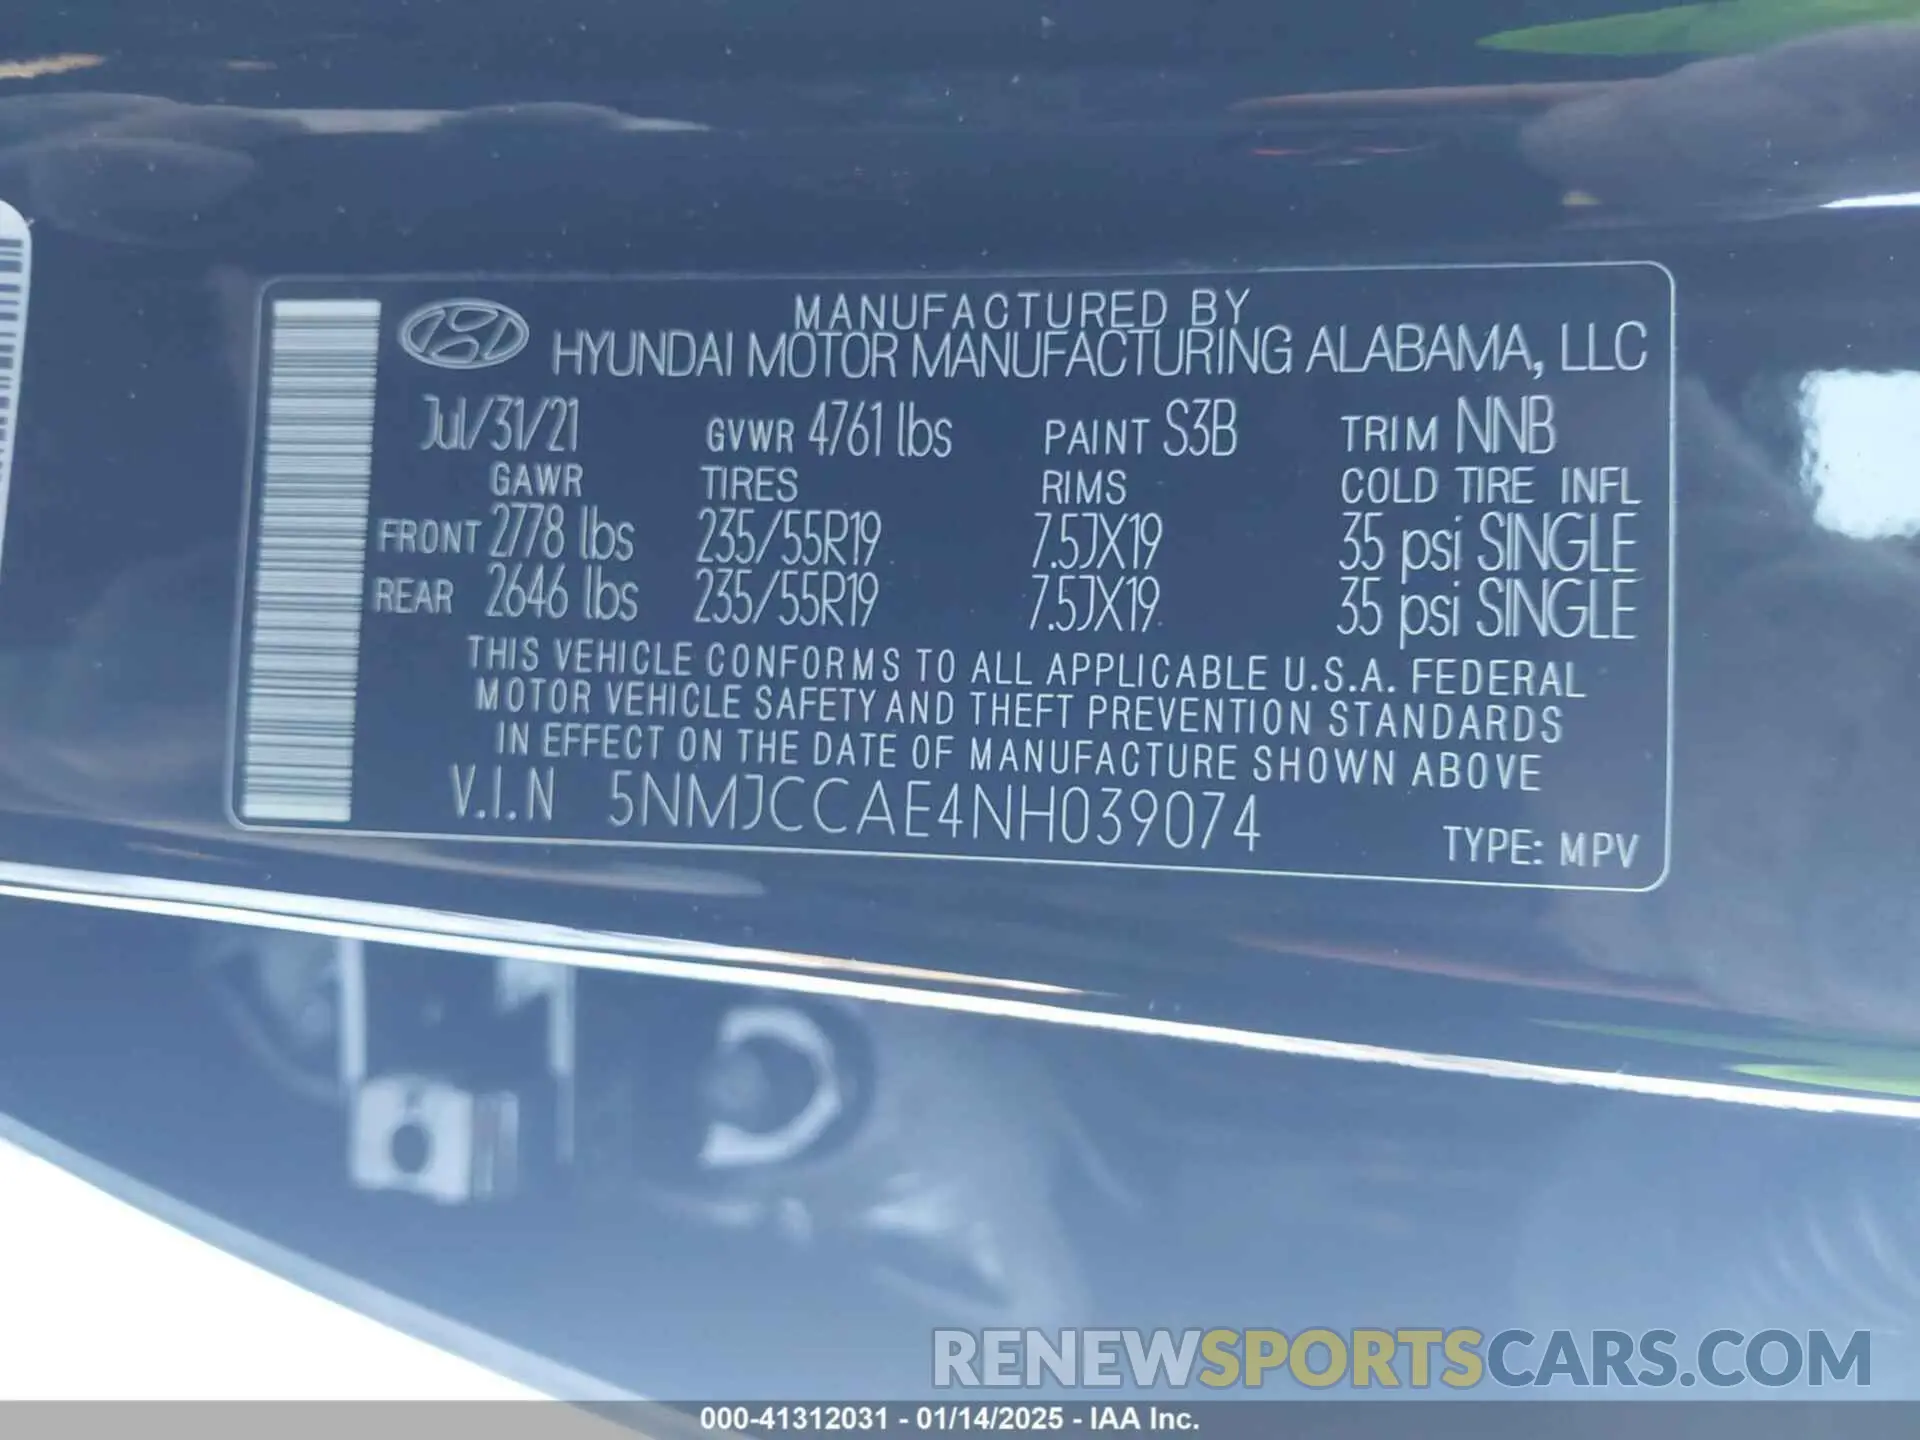 MANUFACTURED BY
HYUNDAI MOTOR MANUFACTURING ALABAMA, LLC
Jul/31/21 GVWR 4761 lbs PAINT S3B TRIM NNB
GAWR TIRES RIMS COLD TIRE INFL
FRONT 2778 lbs 235/55R19 7.5JX19 35 psi SINGLE
REAR 2646 lbs 235/55R19 7.5JX19 35 psi SINGLE
THIS VEHICLE CONFORMS TO ALL APPLICABLE U.S.A. FEDERAL
MOTOR VEHICLE SAFETY AND THEFT PREVENTION STANDARDS
IN EFFECT ON THE DATE OF MANUFACTURE SHOWN ABOVE
V.I.N 5NMJCCAE4NH039074
TYPE: MPV
RENEWSPORTSCARS.COM
000-41312031 - 01/14/2025 - IAA Inc.